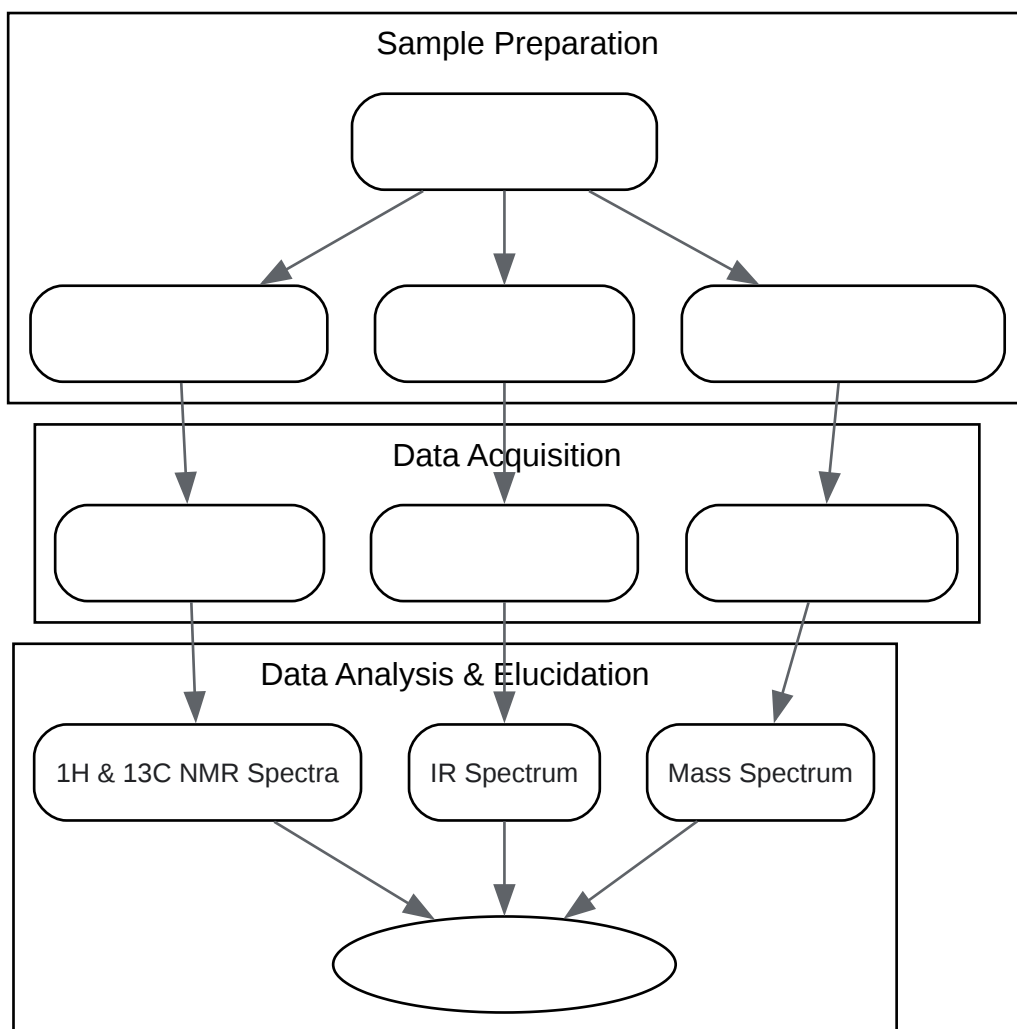 Sample Preparation
Data Acquisition
Data Analysis & Elucidation
1H & 13C NMR Spectra
IR Spectrum
Mass Spectrum